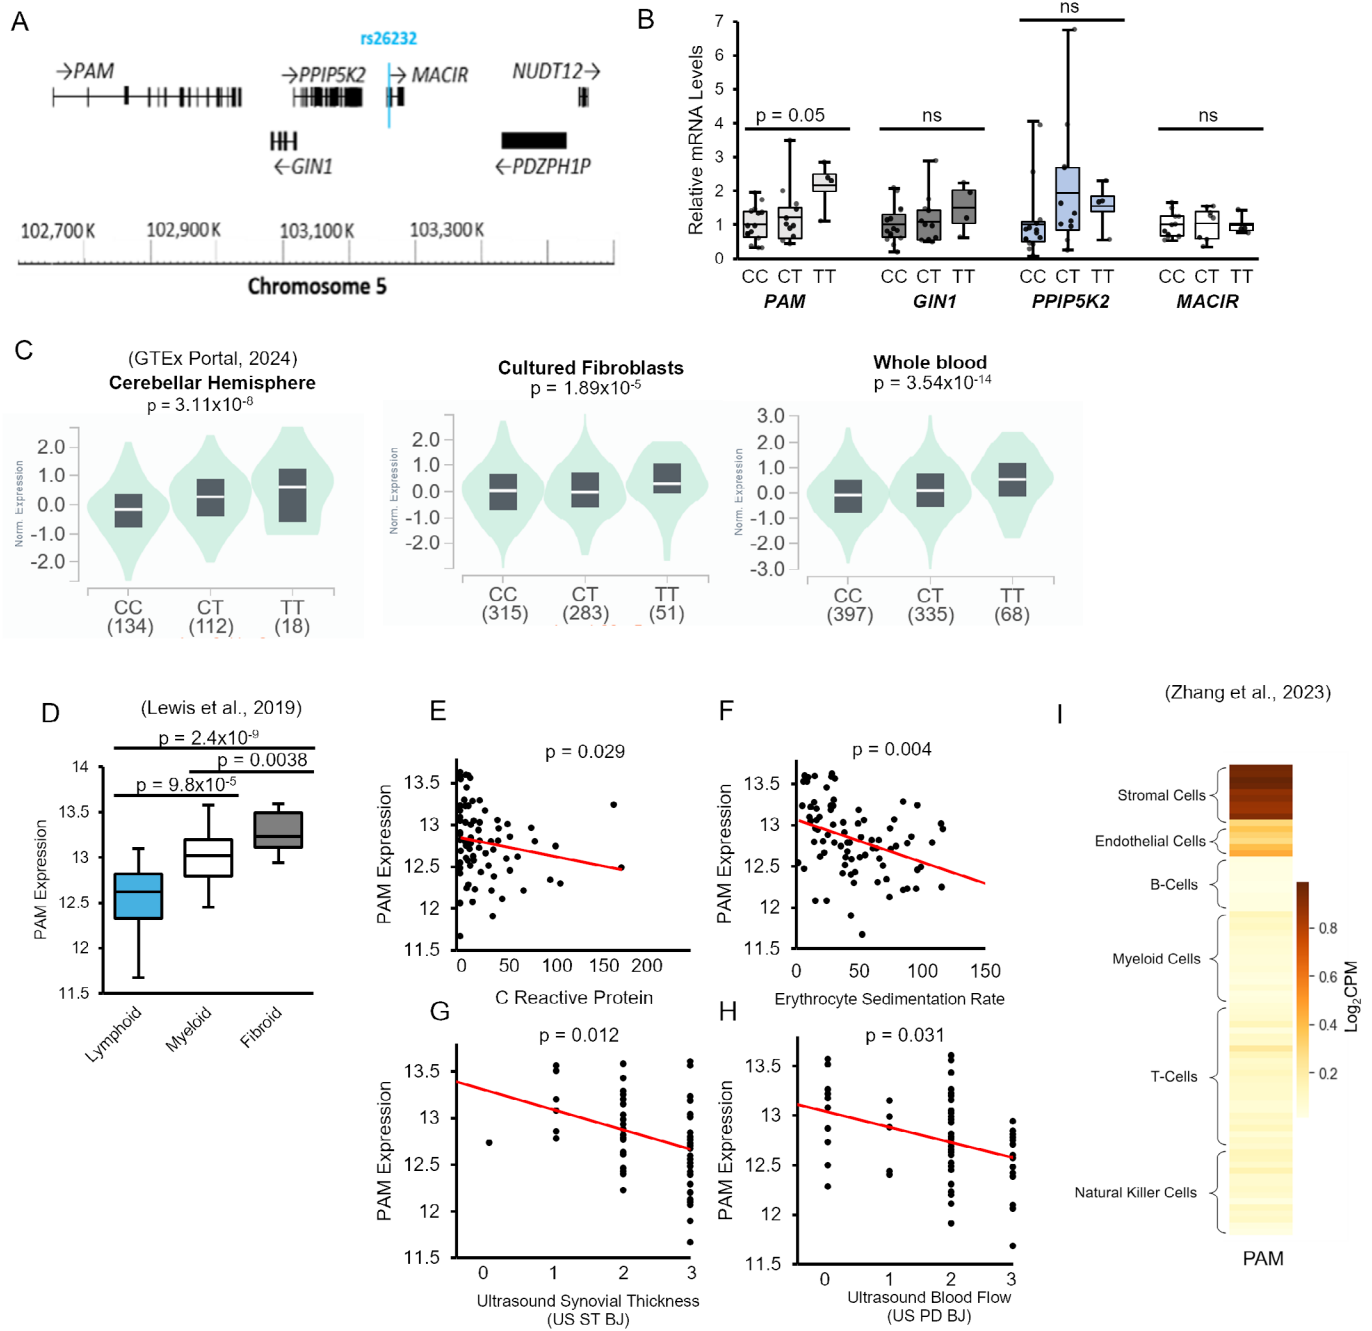 A
rs26232
→PAM
→PPIP5K2
→ MACIR
NUDT12→
←GIN1
←PDZPH1P
102,700K
102,900K
103,100K
103,300K
Chromosome 5
B
Relative mRNA Levels
7
6
5
4
3
2
1
0
p = 0.05
ns
ns
ns
CC CT TT
CC CT TT
CC CT TT
CC CT TT
PAM
GIN1
PPIP5K2
MACIR
C
(GTEx Portal, 2024)
Cerebellar Hemisphere
p = 3.11x10-8
Norm. Expression
2.0
1.0
0.0
-1.0
-2.0
CC CT TT
(134) (112) (18)
Cultured Fibroblasts
p = 1.89x10-5
Norm. Expression
2.0
1.0
0.0
-1.0
-2.0
CC CT TT
(315) (283) (51)
Whole blood
p = 3.54x10-14
Norm. Expression
3.0
2.0
1.0
0.0
-1.0
-2.0
-3.0
CC CT TT
(397) (335) (68)
D
(Lewis et al., 2019)
p = 2.4x10-9
p = 0.0038
p = 9.8x10-5
PAM Expression
14
13.5
13
12.5
12
11.5
Lymphoid
Myeloid
Fibroid
E
p = 0.029
PAM Expression
13.5
13
12.5
12
11.5
0 50 100 150 200
C Reactive Protein
F
p = 0.004
PAM Expression
13.5
13
12.5
12
11.5
0 50 100 150
Erythrocyte Sedimentation Rate
G
p = 0.012
PAM Expression
13.5
13
12.5
12
11.5
0 1 2 3
Ultrasound Synovial Thickness
(US ST BJ)
H
p = 0.031
PAM Expression
13.5
13
12.5
12
11.5
0 1 2 3
Ultrasound Blood Flow
(US PD BJ)
I
(Zhang et al., 2023)
Stromal Cells
Endothelial Cells
B-Cells
Myeloid Cells
T-Cells
Natural Killer Cells
PAM
0.8
0.6
0.4
0.2
Log2CPM